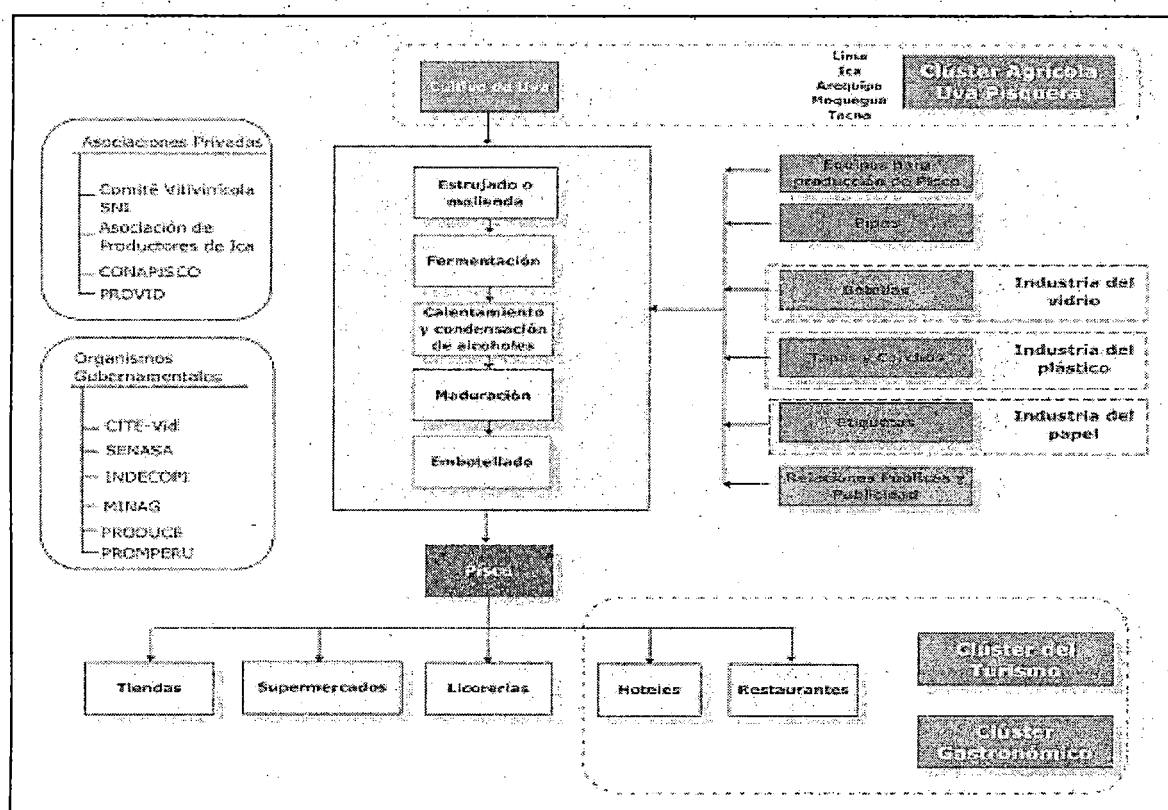 Cultivo de Uva
Lima
Ica
Arequipa
Moquegua
Tacna
Clúster Agrícola
Uva Pisquera
Asociaciones Privadas
Comité Vitivinícola
SNI
Asociación de
Productores de Ica
CONAPISCO
PROVID
Organismos
Gubernamentales
CITE-Vid
SENASA
INDECOPI
MINAG
PRODUCE
PROMPERU
Estrujado o
molienda
Fermentación
Calentamiento
y condensación
de alcoholes
Maduración
Embotellado
Equipos para
producción de Pisco
Pipas
Botellas
Industria del
vidrio
Tapas y Corchos
Industria del
plástico
Etiquetas
Industria del
papel
Relaciones Públicas y
Publicidad
Pisco
Tiendas
Supermercados
Licorerías
Hoteles
Restaurantes
Clúster del
Turismo
Clúster
Gastronómico